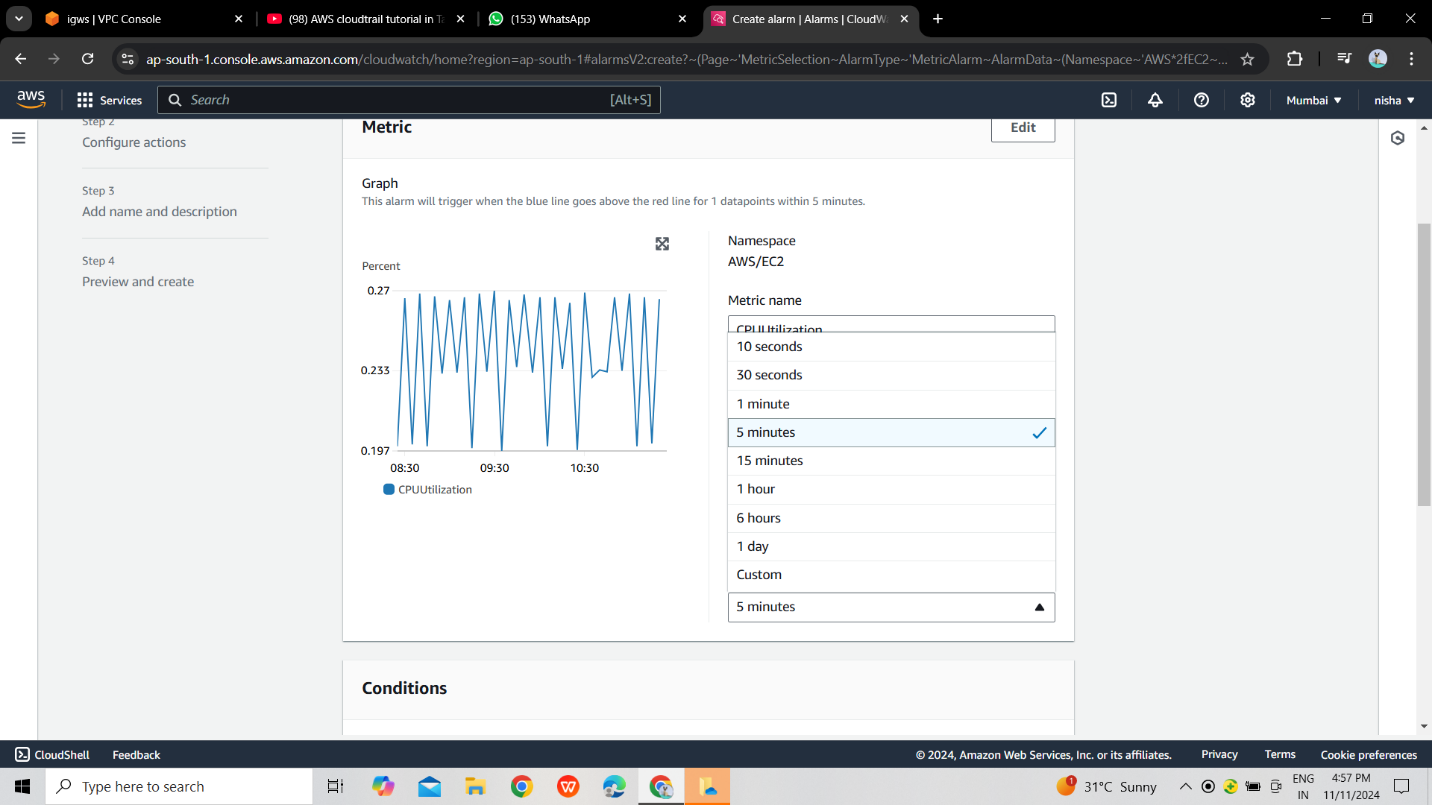 igws | VPC Console
(98) AWS cloudtrail tutorial in Ta
(153) WhatsApp
Create alarm | Alarms | CloudWa
ap-south-1.console.aws.amazon.com/cloudwatch/home?region=ap-south-1#alarmsV2:create?~(Page~'MetricSelection~AlarmType~'MetricAlarm~AlarmData~(Namespace~'AWS*2fEC2~...
aws
Services
Search
[Alt+S]
Mumbai
nisha
Step 2
Configure actions
Step 3
Add name and description
Step 4
Preview and create
Metric
Edit
Graph
This alarm will trigger when the blue line goes above the red line for 1 datapoints within 5 minutes.
Percent
0.27
0.233
0.197
08:30
09:30
10:30
CPUUtilization
Namespace
AWS/EC2
Metric name
CPUUtilization
10 seconds
30 seconds
1 minute
5 minutes
15 minutes
1 hour
6 hours
1 day
Custom
5 minutes
Conditions
CloudShell
Feedback
© 2024, Amazon Web Services, Inc. or its affiliates.
Privacy
Terms
Cookie preferences
Type here to search
1
31°C Sunny
ENG
IN
4:57 PM
11/11/2024